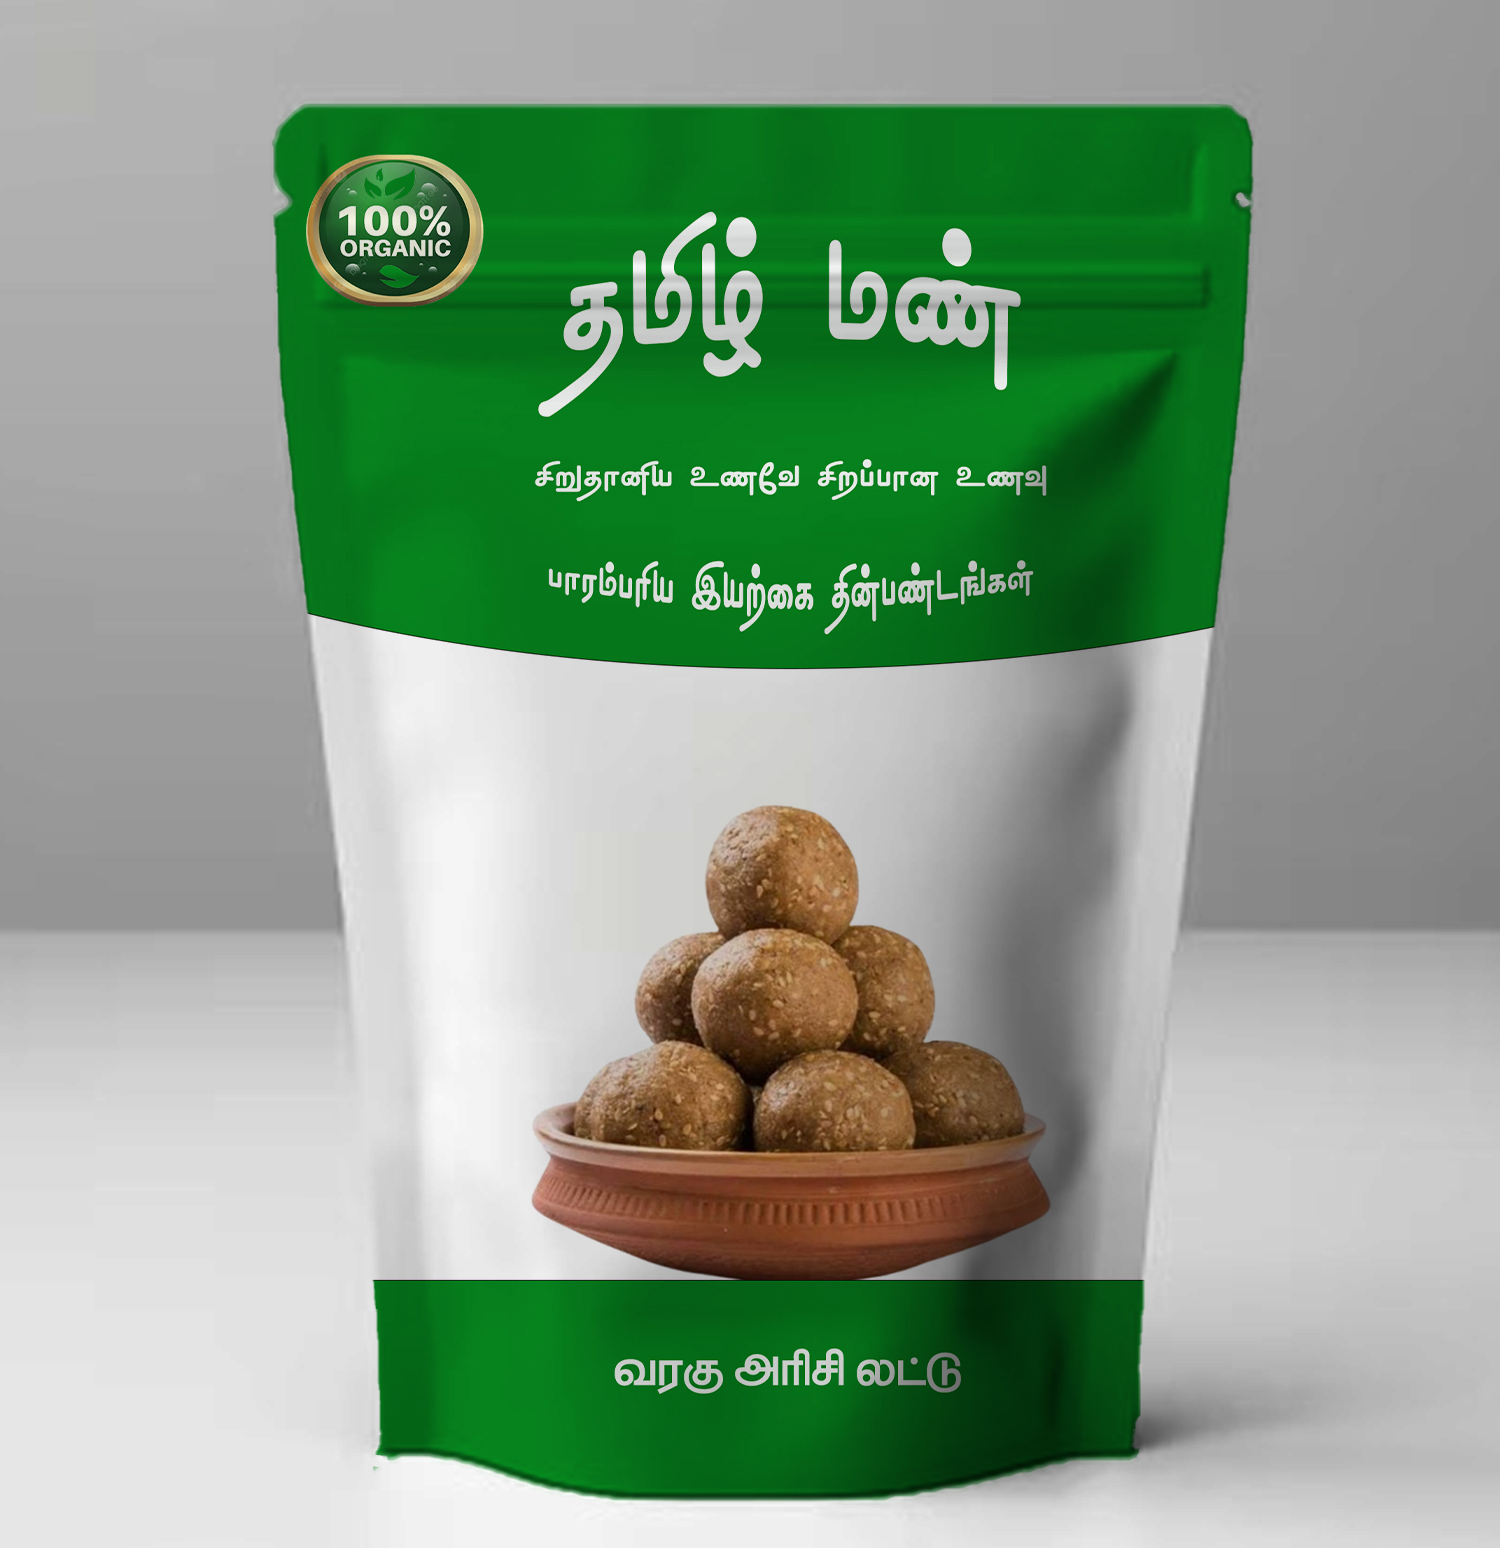 100%
ORGANIC
தமிழ் மண்
சிறுதானிய உணவே சிறப்பான உணவு
பாரம்பரிய இயற்கை தின்பண்டங்கள்
வரகு அரிசி லட்டு